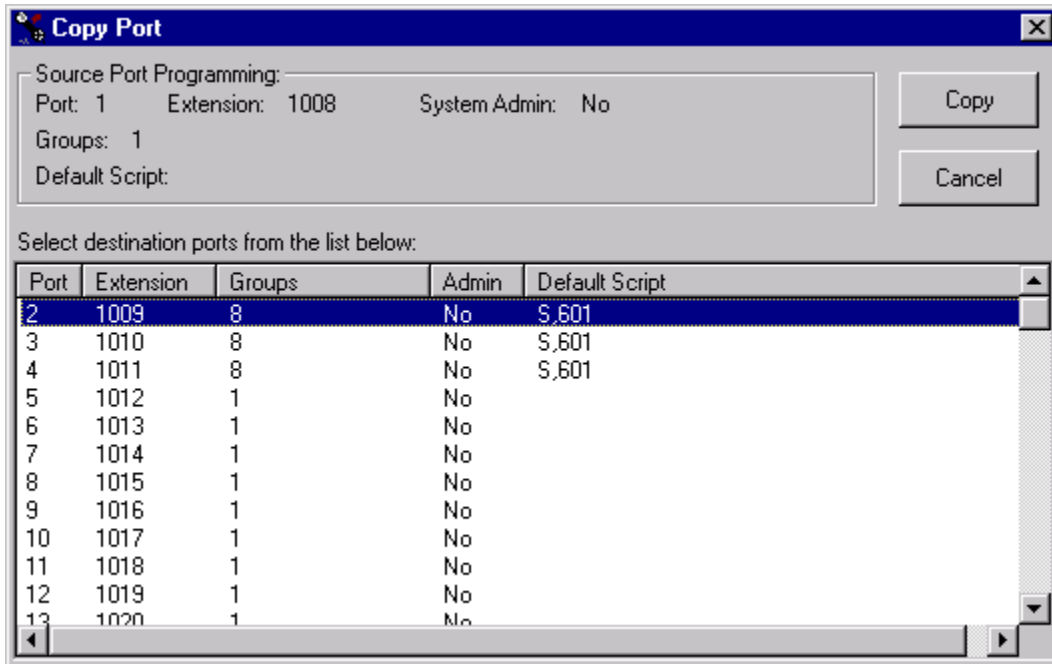 Copy Port
Source Port Programming:
Port: 1 Extension: 1008 System Admin: No
Groups: 1
Default Script:
Copy
Cancel
Select destination ports from the list below:
Port Extension Groups Admin Default Script
2 1009 8 No S,601
3 1010 8 No S,601
4 1011 8 No S,601
5 1012 1 No
6 1013 1 No
7 1014 1 No
8 1015 1 No
9 1016 1 No
10 1017 1 No
11 1018 1 No
12 1019 1 No
13 1020 1 No